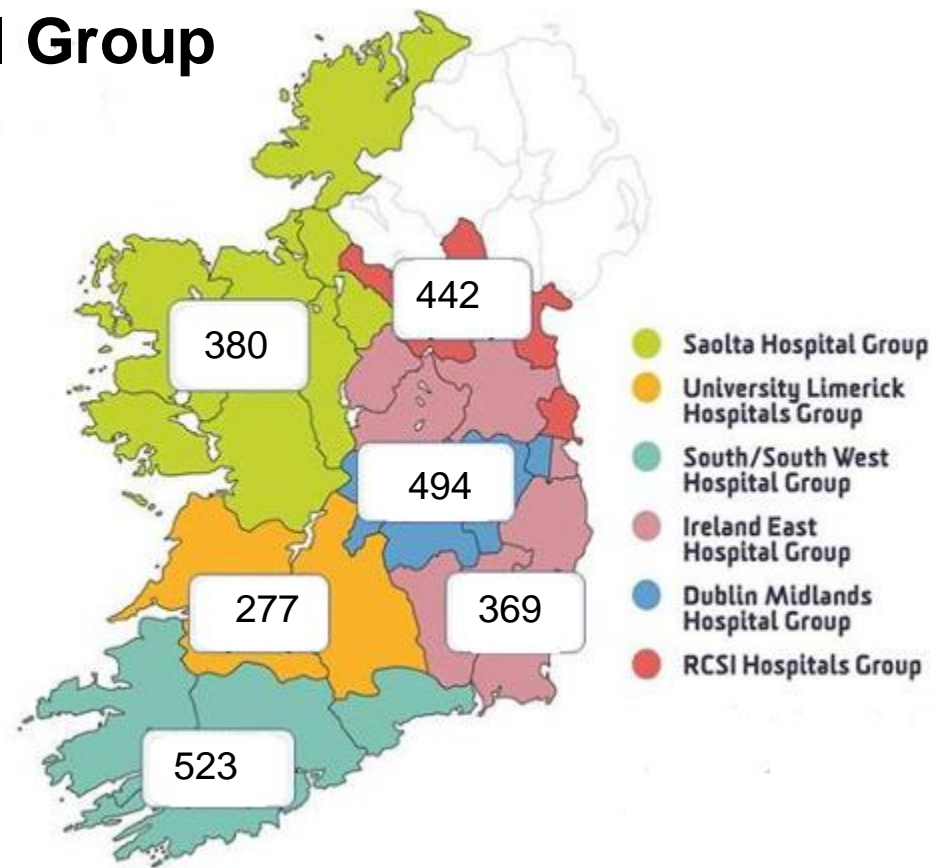 Group
442
380
494
277
369
523
Saolta Hospital Group
University Limerick
Hospitals Group
South/South West
Hospital Group
Ireland East
Hospital Group
Dublin Midlands
Hospital Group
RCSI Hospitals Group